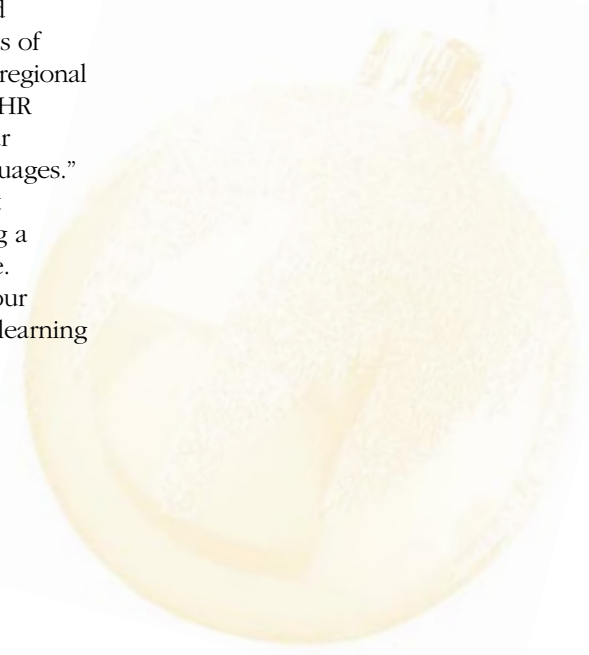 s of
regional
HR
r
uages.”
g a
e.
our
learning